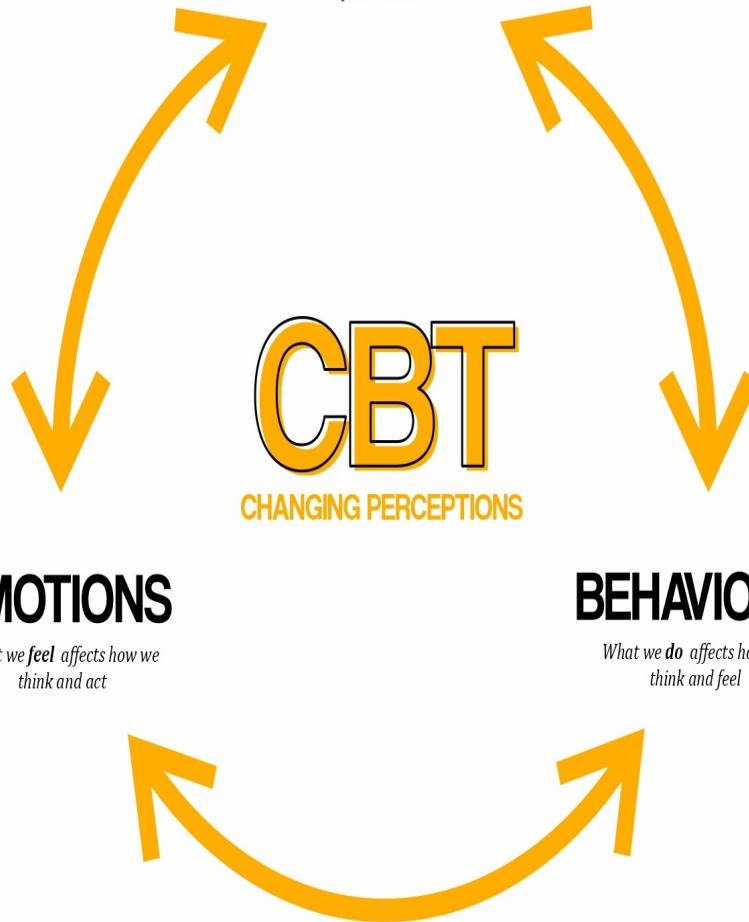 CBT
CHANGING PERCEPTIONS
MOTIONS
we feel affects how we
think and act
BEHAVIO
What we do affects ho
think and feel